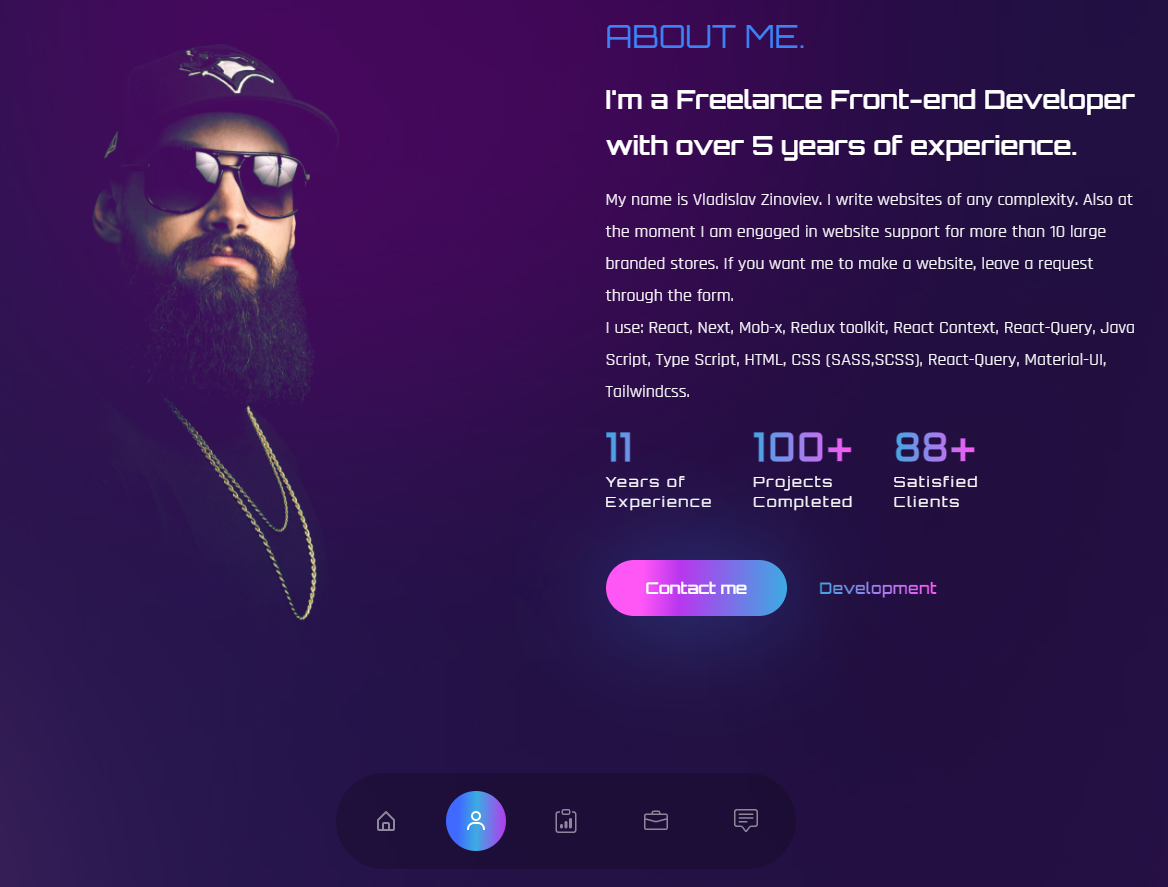 ABOUT ME.
I'm a Freelance Front-end Developer
with over 5 years of experience.
My name is Vladislav Zinoviev. I write websites of any complexity. Also at
the moment I am engaged in website support for more than 10 large
branded stores. If you want me to make a website, leave a request
through the form.
I use: React, Next, Mob-x, Redux toolkit, React Context, React-Query, Java
Script, Type Script, HTML, CSS (SASS,SCSS), React-Query, Material-UI,
Tailwindcss.
11 100+ 88+
Years of Projects Satisfied
Experience Completed Clients
Contact me Development